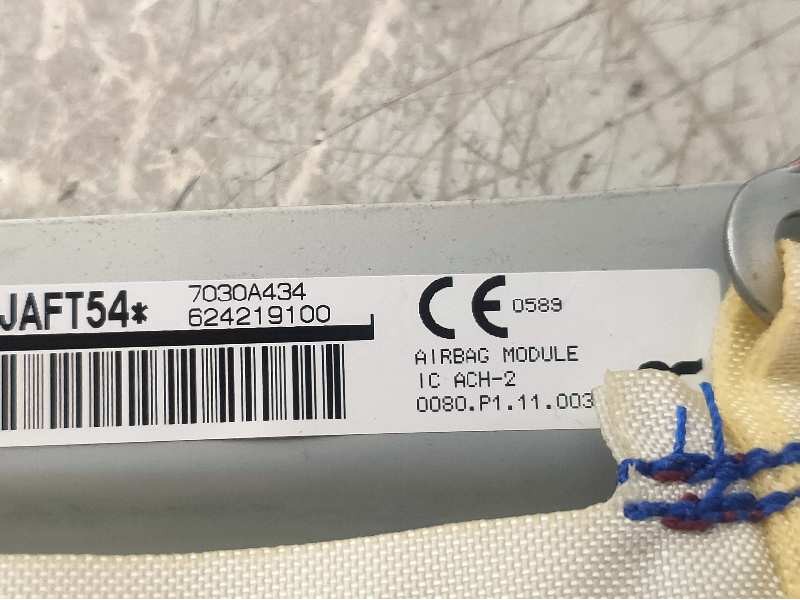 JAFT54*
7030A434
624219100
CE 0589
AIRBAG MODULE
IC ACH-2
0080.P1.11.003